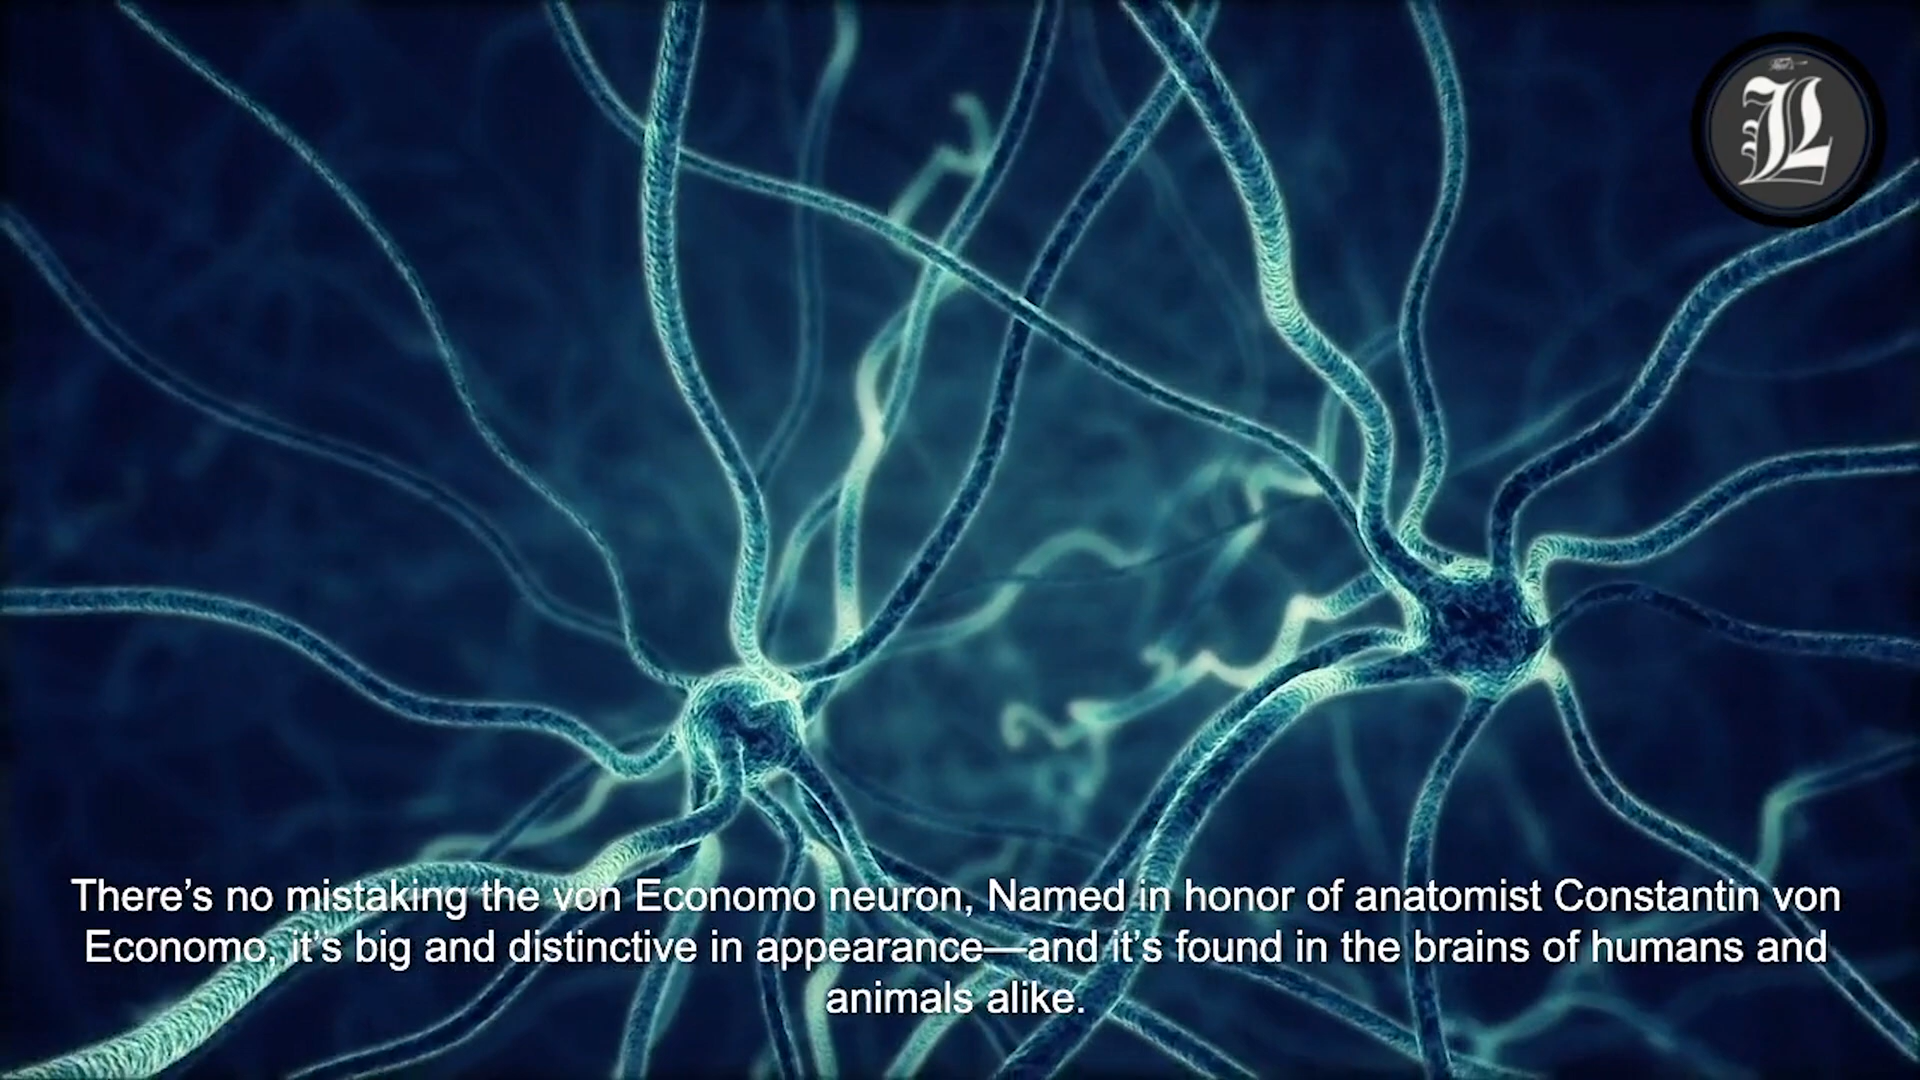 There’s no mistaking the von Economo neuron, Named in honor of anatomist Constantin von
Economo, it’s big and distinctive in appearance—and it’s found in the brains of humans and
animals alike.